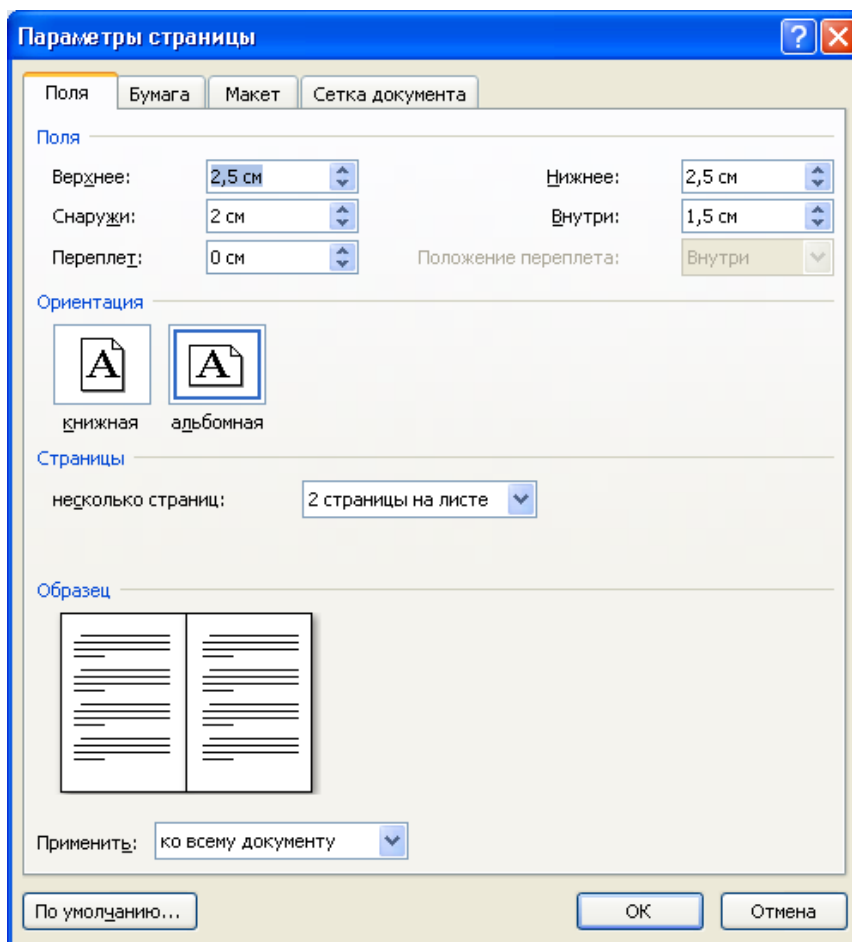 Параметры страницы
Поля Бумага Макет Сетка документа
Поля
Верхнее: 2,5 см Нижнее: 2,5 см
Снаружи: 2 см Внутри: 1,5 см
Переплет: 0 см Положение переплета: Внутри
Ориентация
A A
книжная альбомная
Страницы
несколько страниц: 2 страницы на листе
Образец
Применить: ко всему документу
По умолчанию... ОК Отмена